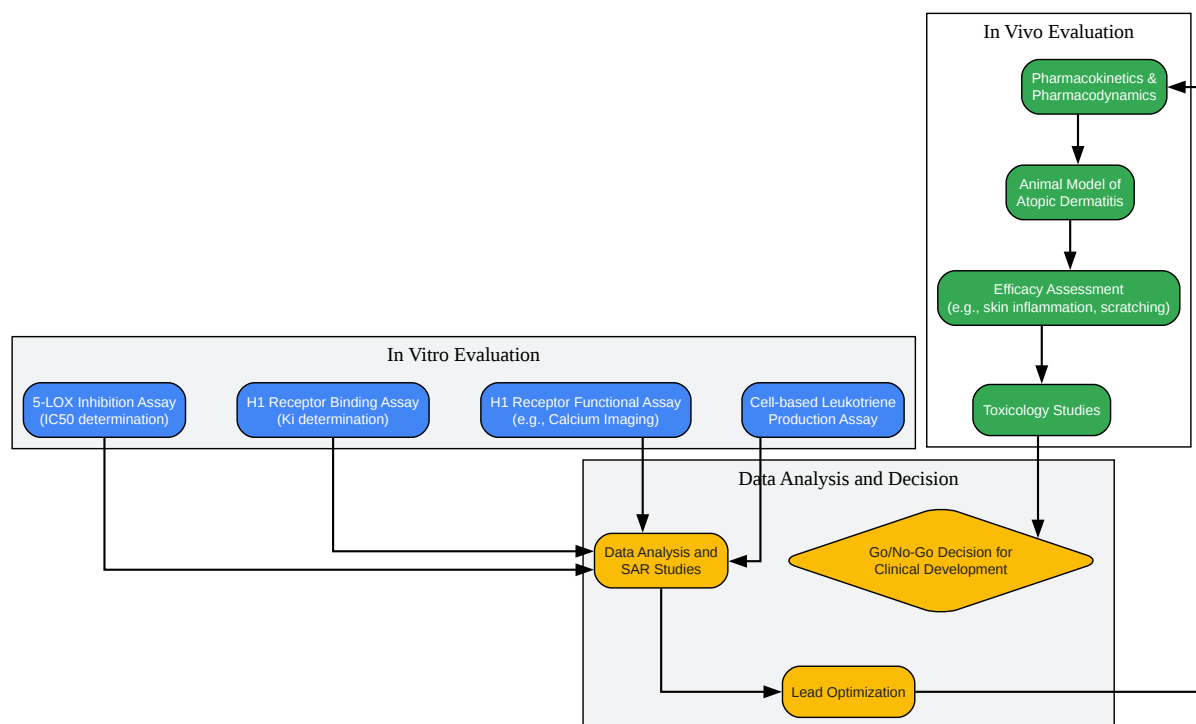 In Vivo Evaluation
Pharmacokinetics &
Pharmacodynamics
Animal Model of
Atopic Dermatitis
Efficacy Assessment
(e.g., skin inflammation, scratching)
Toxicology Studies
In Vitro Evaluation
5-LOX Inhibition Assay
(IC50 determination)
H1 Receptor Binding Assay
(Ki determination)
H1 Receptor Functional Assay
(e.g., Calcium Imaging)
Cell-based Leukotriene
Production Assay
Data Analysis and Decision
Data Analysis and
SAR Studies
Go/No-Go Decision for
Clinical Development
Lead Optimization